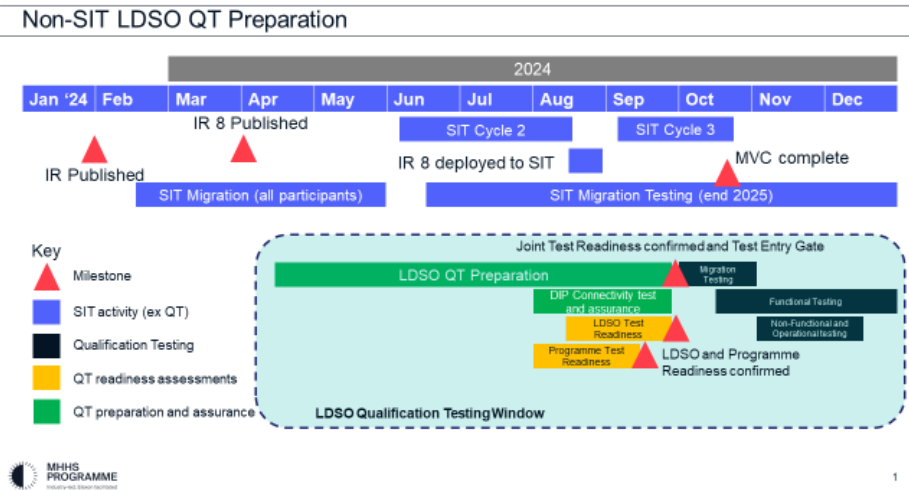 Non-SIT LDSO QT Preparation
2024
Jan '24 Feb Mar Apr May Jun Jul Aug Sep Oct Nov Dec
IR 8 Published
SIT Cycle 2
SIT Cycle 3
IR Published
IR 8 deployed to SIT
MVC complete
SIT Migration (all participants)
SIT Migration Testing (end 2025)
Key
Milestone
SIT activity (ex QT)
Qualification Testing
QT readiness assessments
QT preparation and assurance
Joint Test Readiness confirmed and Test Entry Gate
LDSO QT Preparation
Migration
Testing
DIP Connectivity test
and assurance
Functional Testing
LDSO Test
Readiness
Non-Functional and
Operational testing
Programme Test
Readiness
LDSO and Programme
Readiness confirmed
LDSO Qualification Testing Window
MHHS
PROGRAMME
Industry-led, Elexon facilitated
1